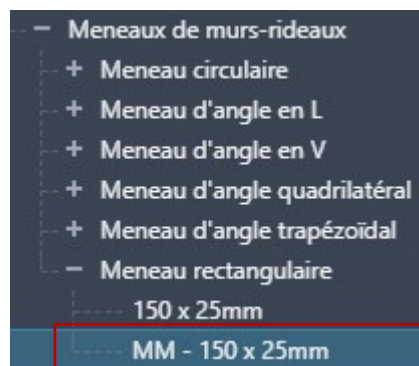 Meneaux de murs-rideaux
Meneau circulaire
Meneau d'angle en L
Meneau d'angle en V
Meneau d'angle quadrilatéral
Meneau d'angle trapézoïdal
Meneau rectangulaire
150 x 25mm
MM - 150 x 25mm